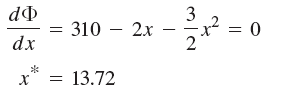 dΦ/dx = 310 − 2x − 3/2 x² = 0
x* = 13.72